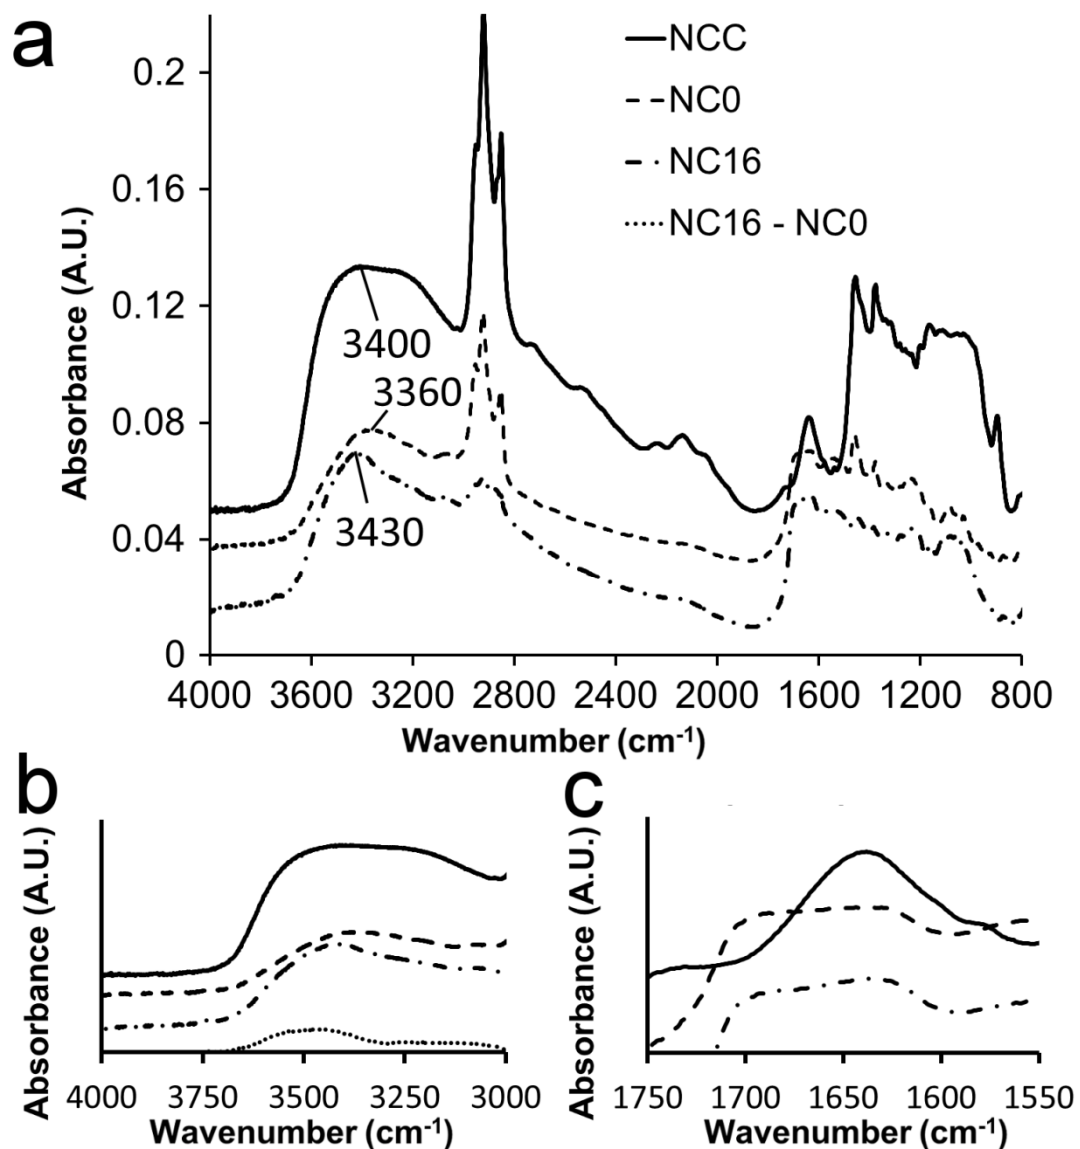 a
NCC
NC0
NC16
NC16 - NC0
Absorbance (A.U.)
0.2
0.16
0.12
0.08
0.04
0
3400
3360
3430
4000 3600 3200 2800 2400 2000 1600 1200 800
Wavenumber (cm-1)
b
Absorbance (A.U.)
4000 3750 3500 3250 3000
Wavenumber (cm-1)
c
Absorbance (A.U.)
1750 1700 1650 1600 1550
Wavenumber (cm-1)